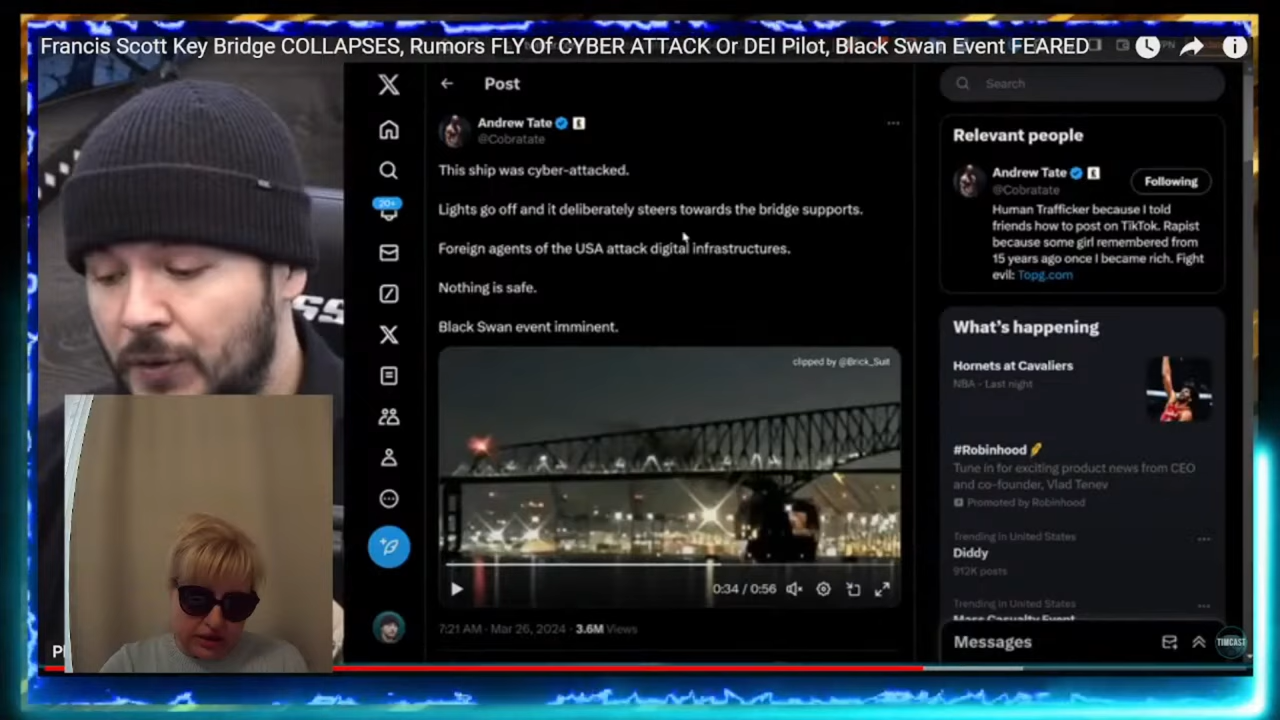 Francis Scott Key Bridge COLLAPSES, Rumors FLY Of CYBER ATTACK Or DEI Pilot, Black Swan Event FEARED
Post
Andrew Tate
@Cobratate
This ship was cyber-attacked.
Lights go off and it deliberately steers towards the bridge supports.
Foreign agents of the USA attack digital infrastructures.
Nothing is safe.
Black Swan event imminent.
clipped by @Brick_Suit
0:34 / 0:56
7:21 AM · Mar 26, 2024 · 3.6M Views
20+
Search
Relevant people
Andrew Tate
@Cobratate
Following
Human Trafficker because I told
friends how to post on TikTok. Rapist
because some girl remembered from
15 years ago once I became rich. Fight
evil: Topg.com
What's happening
Hornets at Cavaliers
NBA · Last night
#Robinhood
Tune in for exciting product news from CEO
and co-founder, Vlad Tenev
Promoted by Robinhood
Trending in United States
Diddy
912K posts
Trending in United States
Mass Casualty Event
Messages
TIMCAST